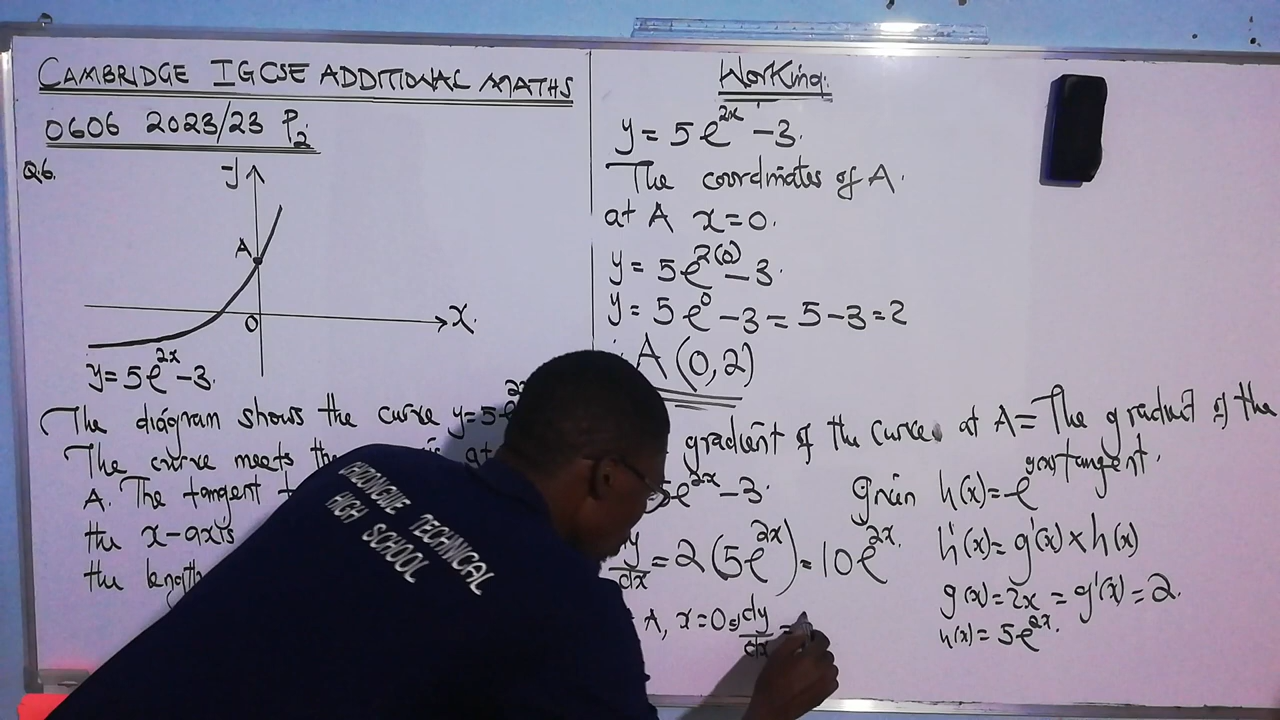 CAMBRIDGE IGCSE ADDITIONAL MATHS
0606 2023/23 P2
Q6.
y
A
O
x
y = 5e^{2x} - 3.
The diagram shows the curve y = 5e^{2x}
The curve meets the at
A. The tangent
the x-axis
the length
Working:
y = 5e^{2x} - 3.
The coordinates of A.
at A x = 0.
y = 5e^{2(0)} - 3.
y = 5e^0 - 3 = 5 - 3 = 2
∴ A (0, 2)
gradient of the curve at A = The gradient of the
tangent.
5e^{2x} - 3.
dy/dx = 2(5e^{2x}) = 10e^{2x}.
A, x = 0 dy/dx =
given h(x) = e^{g(x)}
h'(x) = g'(x) × h(x)
g(x) = 2x = g'(x) = 2.
h(x) = 5e^{2x}.
CHIZONGWE TECHNICAL
HIGH SCHOOL